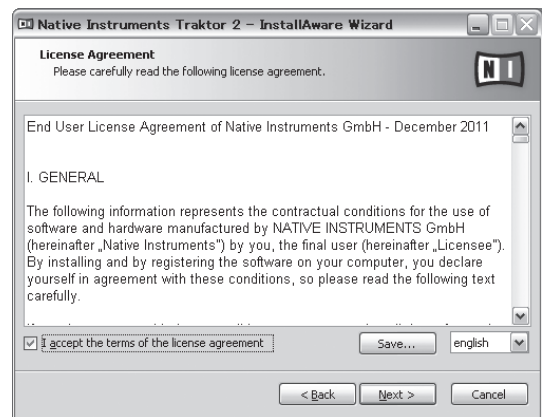 Native Instruments Traktor 2 - InstallAware Wizard
License Agreement
Please carefully read the following license agreement.
N I
End User License Agreement of Native Instruments GmbH - December 2011
I. GENERAL
The following information represents the contractual conditions for the use of
software and hardware manufactured by NATIVE INSTRUMENTS GmbH
(hereinafter „Native Instruments") by you, the final user (hereinafter „Licensee").
By installing and by registering the software on your computer, you declare
yourself in agreement with these conditions, so please read the following text
carefully.
I accept the terms of the license agreement
Save...
english
< Back
Next >
Cancel